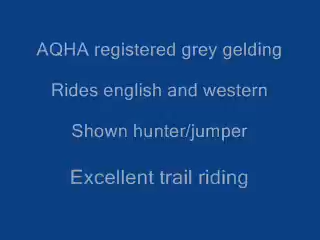 AQHA registered grey gelding
Rides english and western
Shown hunter/jumper
Excellent trail riding